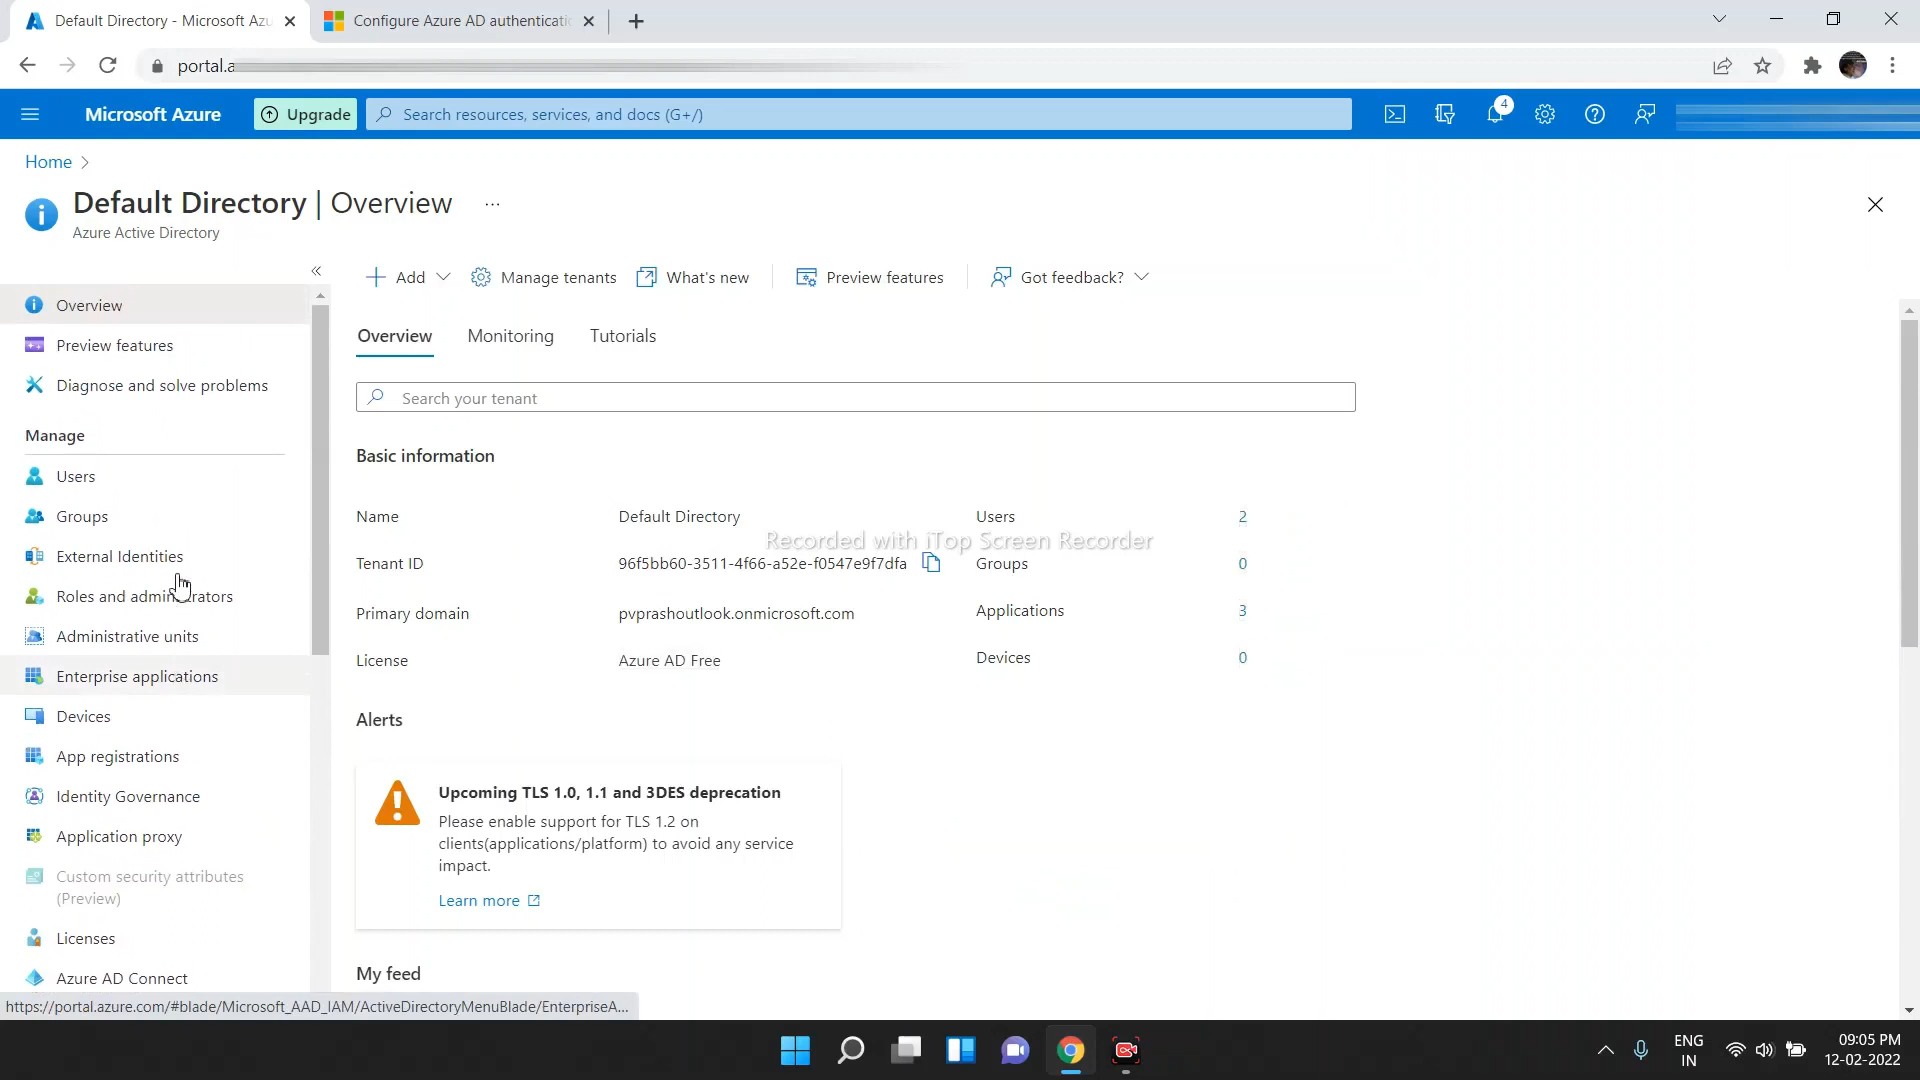 Default Directory - Microsoft Azu
Configure Azure AD authenticatio
portal.a
Microsoft Azure
Upgrade
Search resources, services, and docs (G+/)
4
Home
Default Directory | Overview
...
Azure Active Directory
Add
Manage tenants
What's new
Preview features
Got feedback?
Overview
Preview features
Diagnose and solve problems
Manage
Users
Groups
External Identities
Roles and administrators
Administrative units
Enterprise applications
Devices
App registrations
Identity Governance
Application proxy
Custom security attributes
(Preview)
Licenses
Azure AD Connect
Overview
Monitoring
Tutorials
Search your tenant
Basic information
Name
Default Directory
Users
2
Recorded with iTop Screen Recorder
Tenant ID
96f5bb60-3511-4f66-a52e-f0547e9f7dfa
Groups
0
Primary domain
pvprashoutlook.onmicrosoft.com
Applications
3
License
Azure AD Free
Devices
0
Alerts
Upcoming TLS 1.0, 1.1 and 3DES deprecation
Please enable support for TLS 1.2 on
clients(applications/platform) to avoid any service
impact.
Learn more
My feed
https://portal.azure.com/#blade/Microsoft_AAD_IAM/ActiveDirectoryMenuBlade/EnterpriseA...
ENG
IN
09:05 PM
12-02-2022